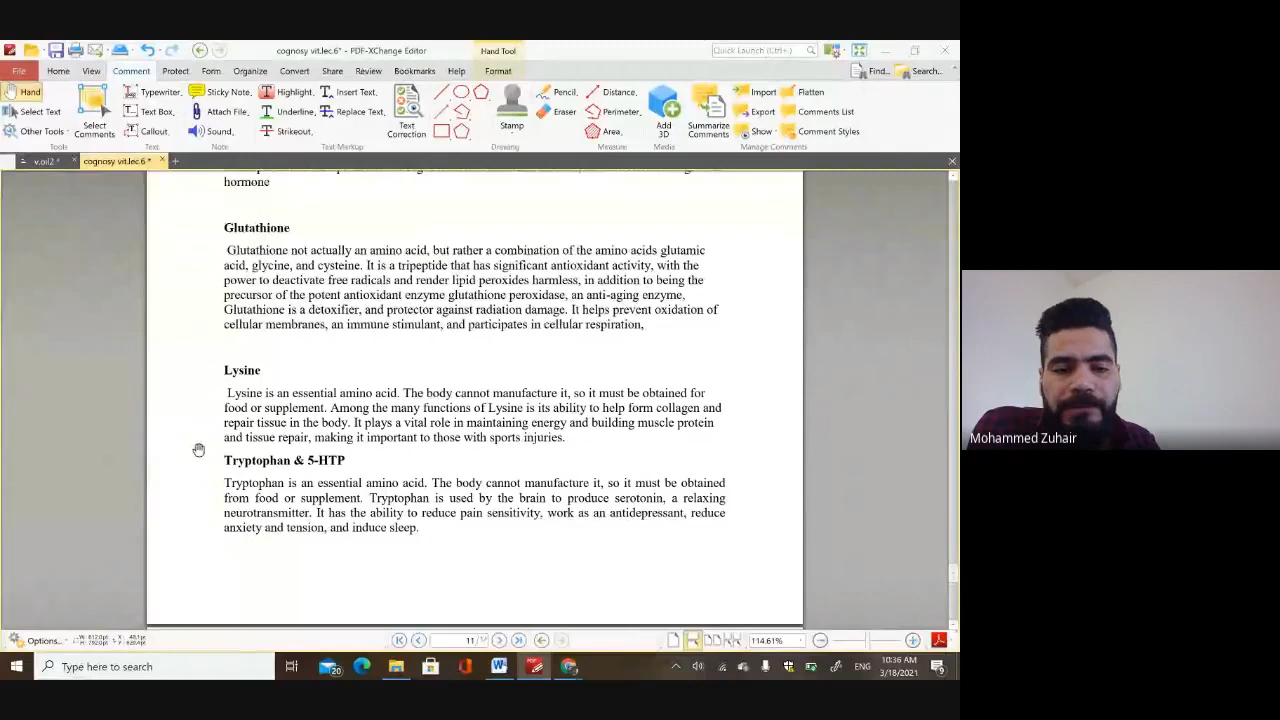 cognosy vit.lec.6* - PDF-XChange Editor
Hand Tool
Quick Launch (Ctrl+.)
File Home View Comment Protect Form Organize Convert Share Review Bookmarks Help Format
Find... Search...
Hand
Select Text
Other Tools
Select Comments
Tools
Typewriter
Text Box
Callout
Text
Sticky Note
Attach File
Sound
Note
Highlight
Underline
Strikeout
Insert Text
Replace Text
Text Correction
Text Markup
Stamp
Pencil
Eraser
Drawing
Distance
Perimeter
Area
Measure
Add 3D
Media
Summarize Comments
Import
Export
Show
Flatten
Comments List
Comment Styles
Manage Comments
v.oil2 *
cognosy vit.lec.6 *
hormone
Glutathione
Glutathione not actually an amino acid, but rather a combination of the amino acids glutamic
acid, glycine, and cysteine. It is a tripeptide that has significant antioxidant activity, with the
power to deactivate free radicals and render lipid peroxides harmless, in addition to being the
precursor of the potent antioxidant enzyme glutathione peroxidase, an anti-aging enzyme,
Glutathione is a detoxifier, and protector against radiation damage. It helps prevent oxidation of
cellular membranes, an immune stimulant, and participates in cellular respiration,
Lysine
Lysine is an essential amino acid. The body cannot manufacture it, so it must be obtained for
food or supplement. Among the many functions of Lysine is its ability to help form collagen and
repair tissue in the body. It plays a vital role in maintaining energy and building muscle protein
and tissue repair, making it important to those with sports injuries.
Tryptophan & 5-HTP
Tryptophan is an essential amino acid. The body cannot manufacture it, so it must be obtained
from food or supplement. Tryptophan is used by the brain to produce serotonin, a relaxing
neurotransmitter. It has the ability to reduce pain sensitivity, work as an antidepressant, reduce
anxiety and tension, and induce sleep.
Mohammed Zuhair
Options...
11
114.61%
Type here to search
20
ENG
10:36 AM
3/18/2021
9